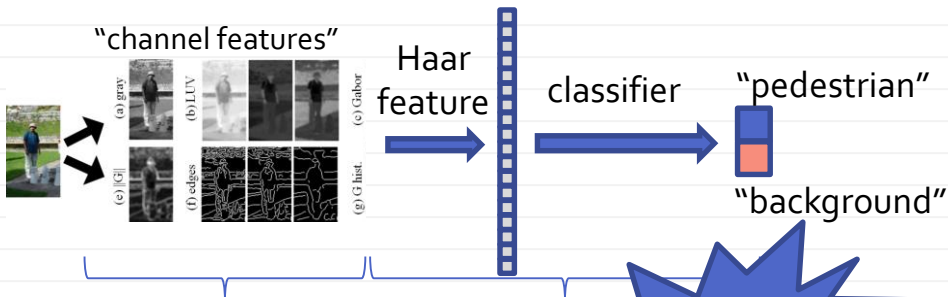 “channel features”
(a) gray
(b) LUV
(c) Gabor
(e) ||G||
(f) edges
(g) G hist.
Haar
feature
classifier
“pedestrian”
“background”